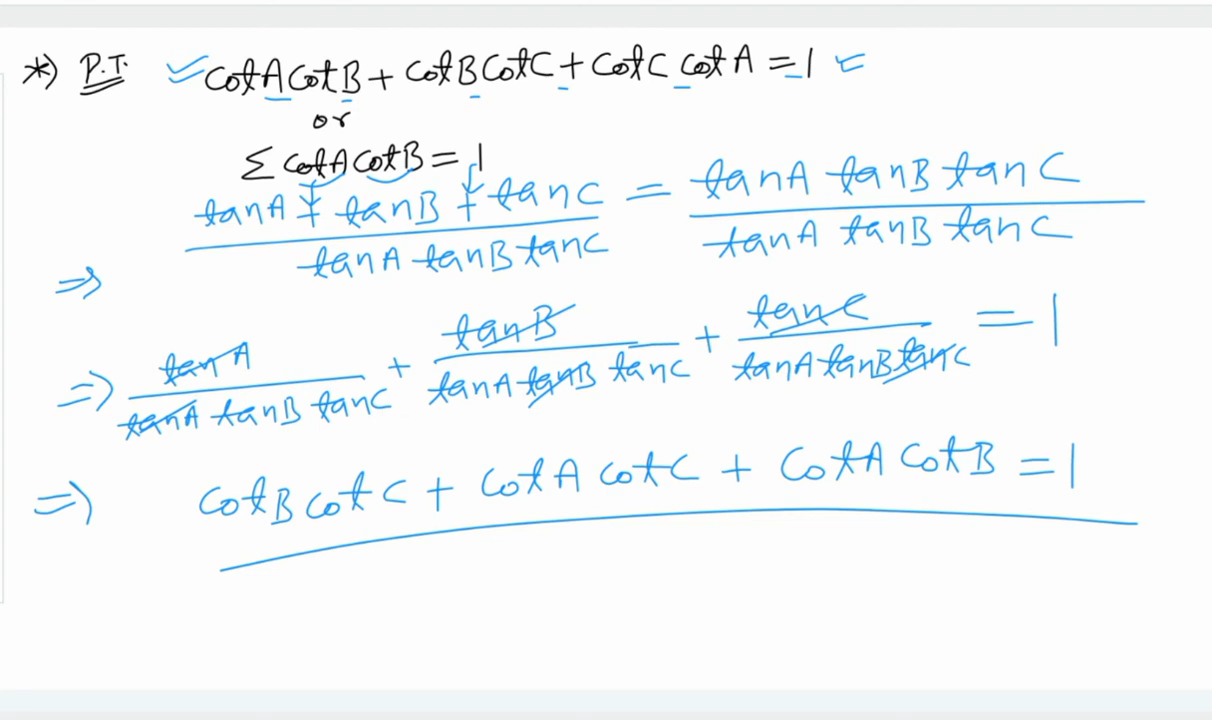 *) P.T. cotA cotB + cotB cotC + cotC cotA = 1
or
Σ cotA cotB = 1
tanA + tanB + tanC = tanA tanB tanC
tanA tanB tanC tanA tanB tanC
⇒
tanA + tanB + tanC = 1
⇒ tanA tanB tanC tanA tanB tanC tanA tanB tanC
⇒ cotB cotC + cotA cotC + cotA cotB = 1